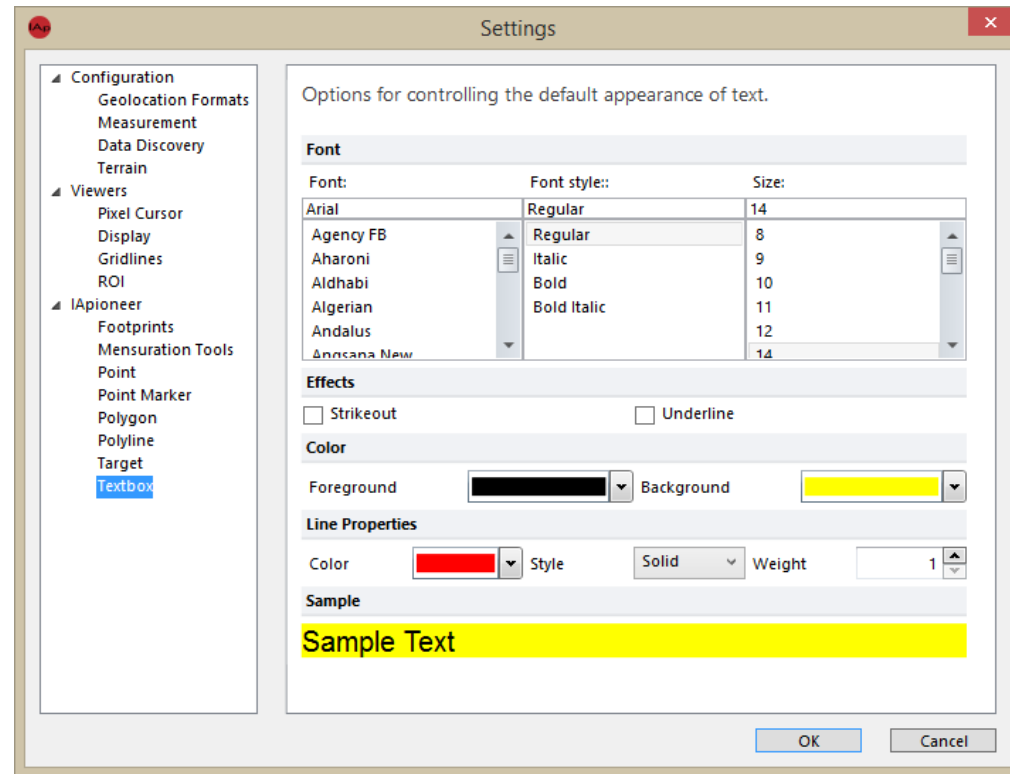 IAp
Settings
Configuration
Geolocation Formats
Measurement
Data Discovery
Terrain
Viewers
Pixel Cursor
Display
Gridlines
ROI
IApioneer
Footprints
Mensuration Tools
Point
Point Marker
Polygon
Polyline
Target
Textbox
Options for controlling the default appearance of text.
Font
Font: Font style:: Size:
Arial Regular 14
Agency FB Regular 8
Aharoni Italic 9
Aldhabi Bold 10
Algerian Bold Italic 11
Andalus 12
Angsana New 14
Effects
Strikeout Underline
Color
Foreground Background
Line Properties
Color Style Solid Weight 1
Sample
Sample Text
OK Cancel